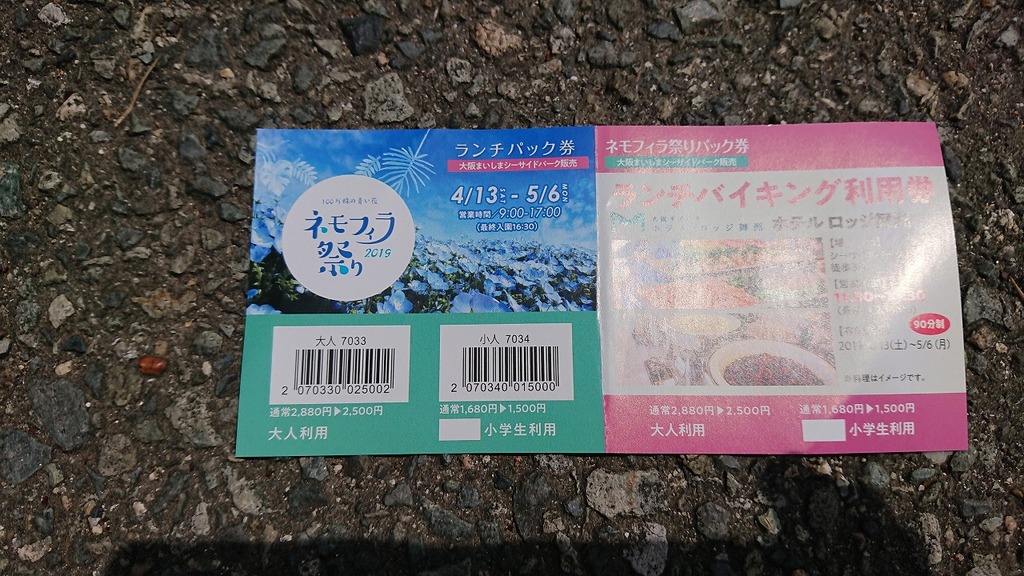 ランチパック券
大阪まいしまシーサイドパーク販売
4/13 - 5/6 MON
営業時間 9:00-17:00
(最終入園16:30)
100万株の青い花
ネモフィラ
祭り
2019
大人 7033
2 070330 025002
通常2,880円▶2,500円
大人利用
小人 7034
2 070340 015000
通常1,680円▶1,500円
小学生利用
ネモフィラ祭りパック券
大阪まいしまシーサイドパーク販売
ランチバイキング利用券
ホテル ロッジ舞洲
90分制
5/6(月)
※料理はイメージです。
通常2,880円▶2,500円
大人利用
通常1,680円▶1,500円
小学生利用